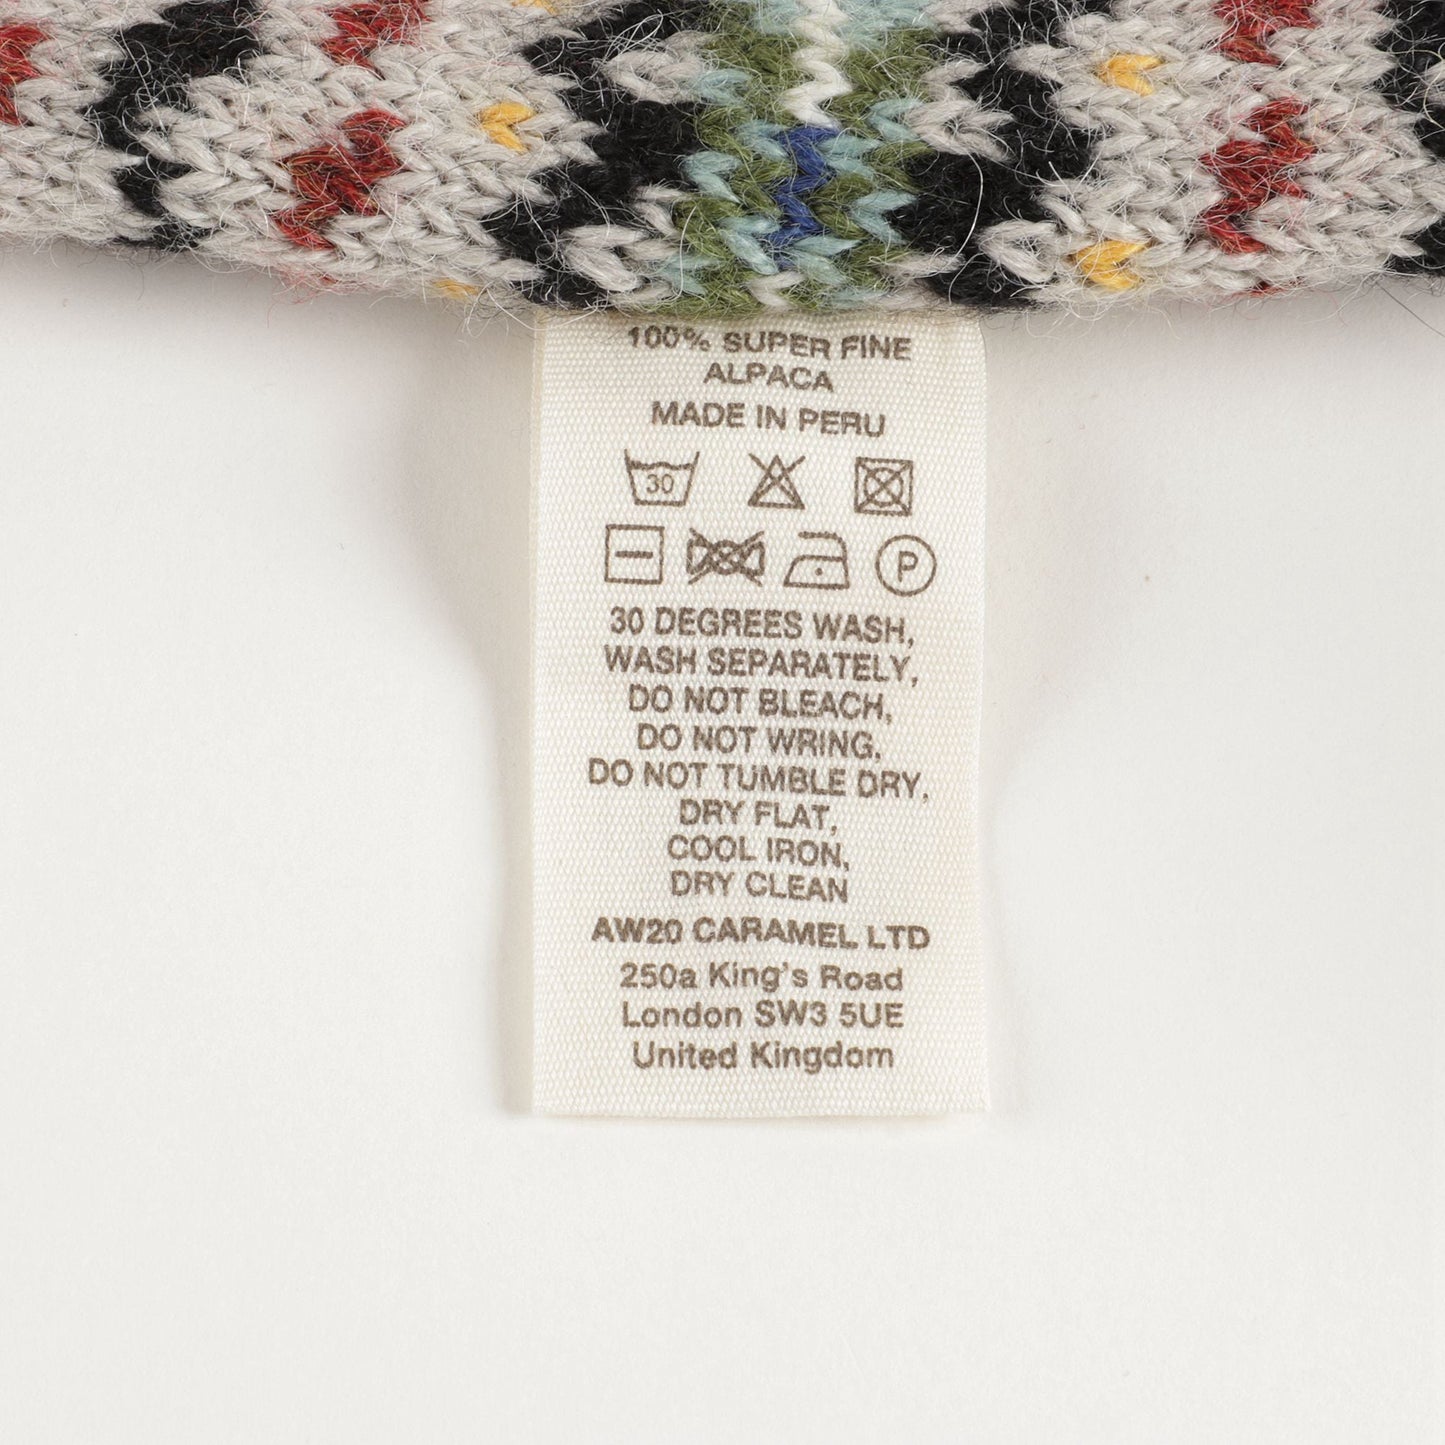 100% SUPER FINE
ALPACA
MADE IN PERU
30
P
30 DEGREES WASH,
WASH SEPARATELY,
DO NOT BLEACH,
DO NOT WRING,
DO NOT TUMBLE DRY,
DRY FLAT,
COOL IRON,
DRY CLEAN
AW20 CARAMEL LTD
250a King's Road
London SW3 5UE
United Kingdom